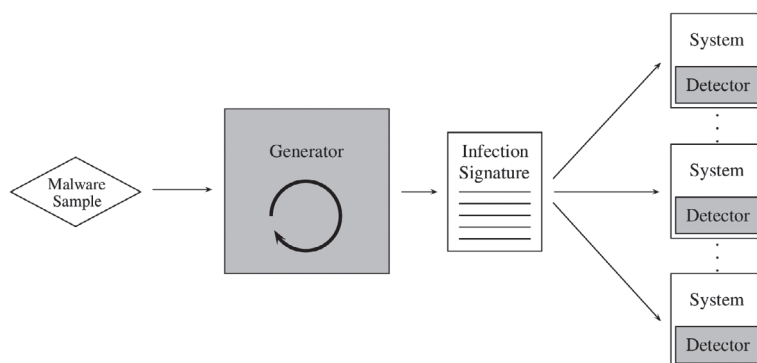 Malware
Sample
Generator
Infection
Signature
System
Detector
System
Detector
System
Detector